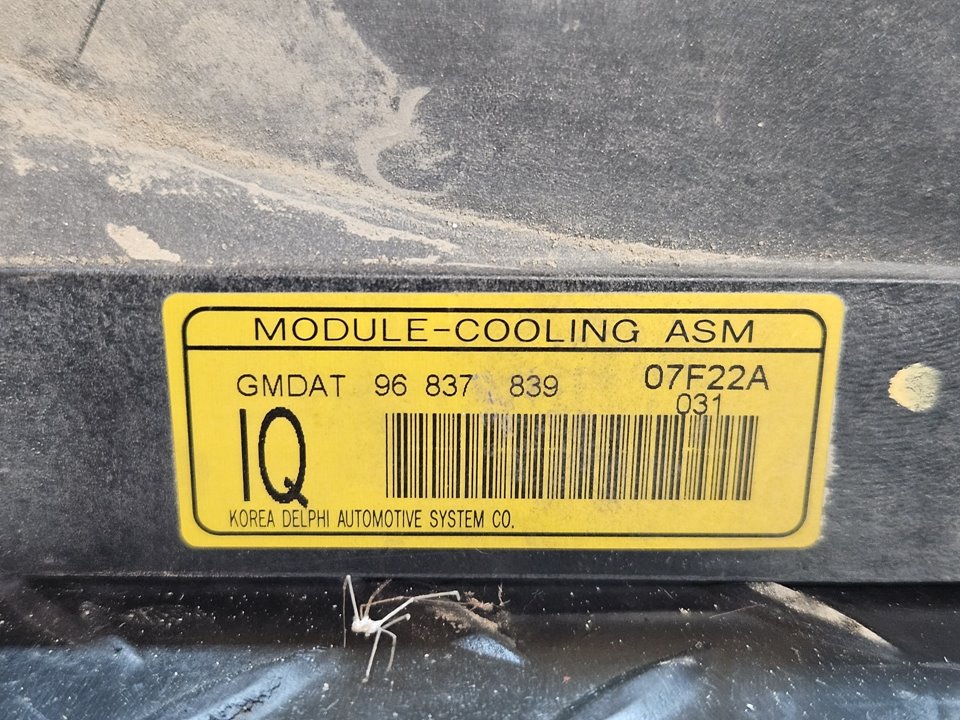 MODULE-COOLING ASM
GMDAT 96 837 839 07F22A
031
IQ
KOREA DELPHI AUTOMOTIVE SYSTEM CO.